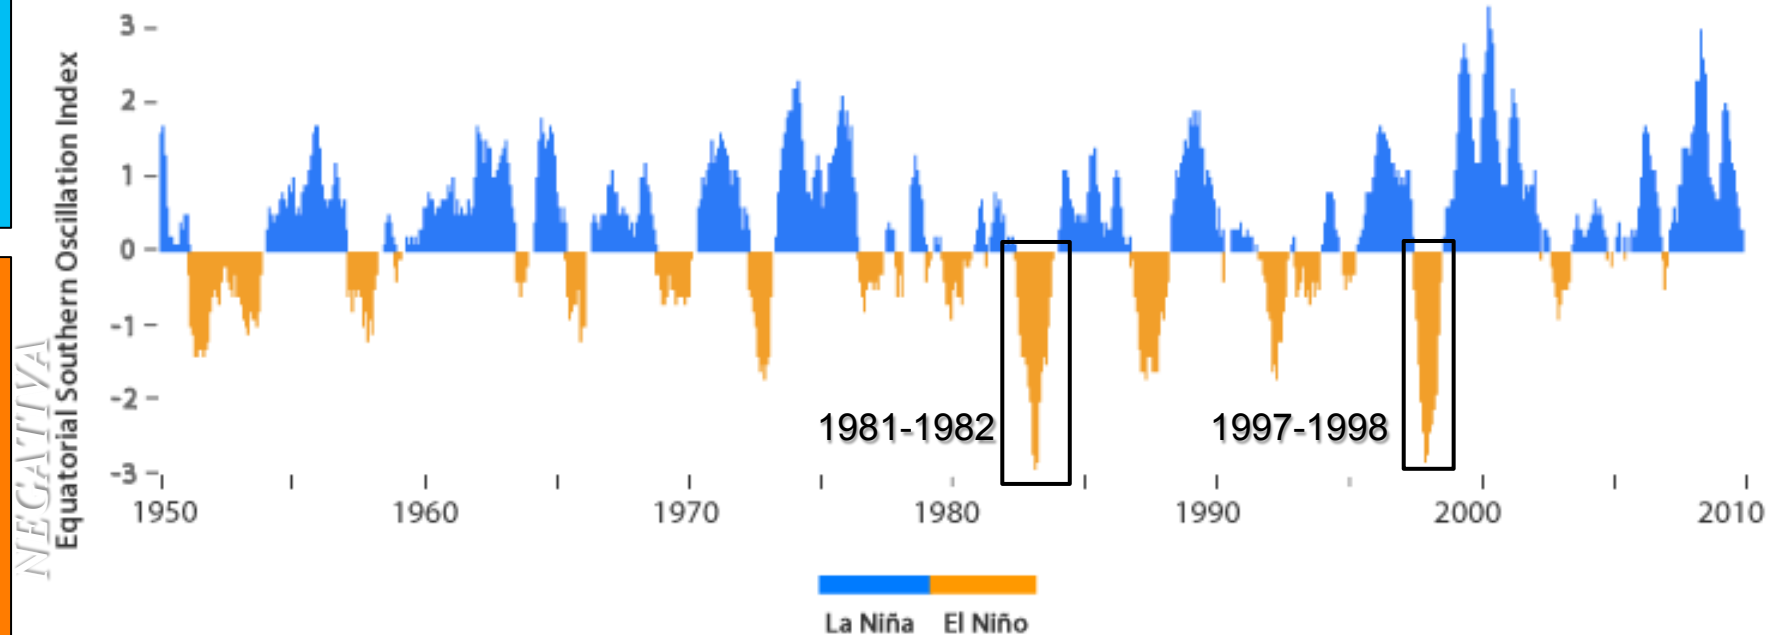 NEGATIVA
Equatorial Southern Oscillation Index
3
2
1
0
-1
-2
-3
1981-1982
1997-1998
1950 1960 1970 1980 1990 2000 2010
La Niña El Niño